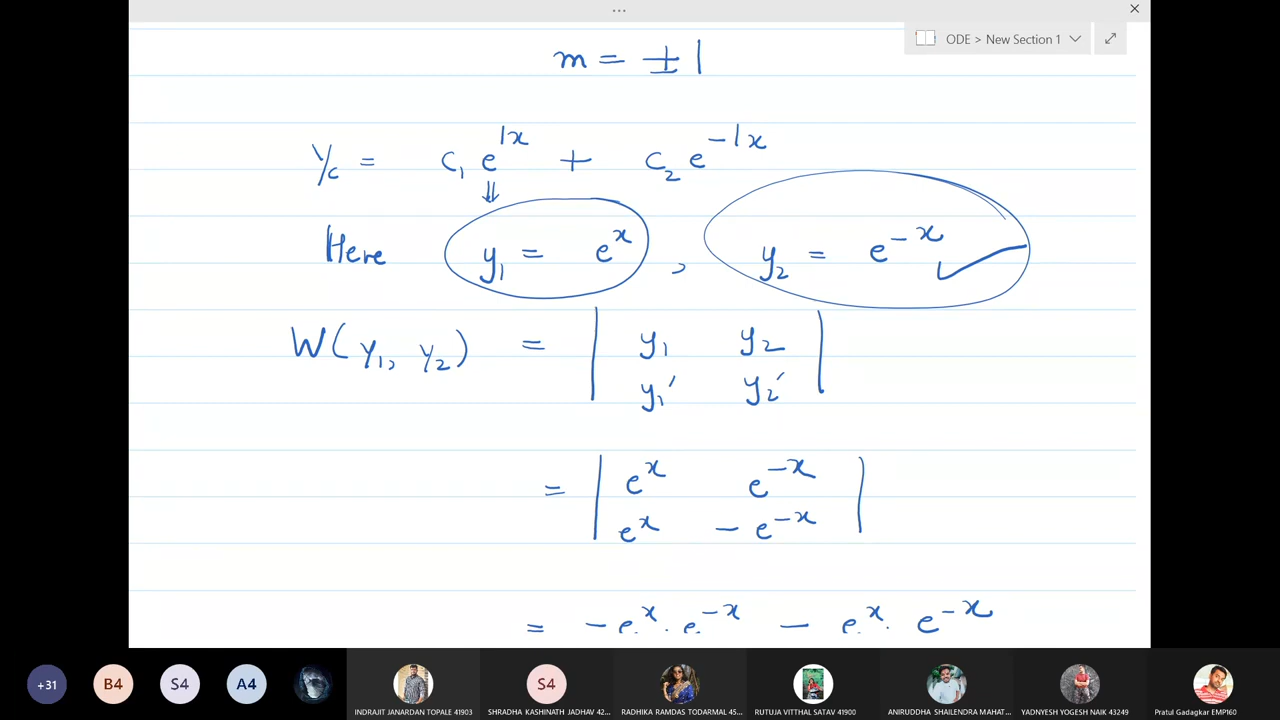 ODE > New Section 1
m = ± 1
y_c = c₁ e^{1x} + c₂ e^{-1x}
⇓
Here y₁ = e^x , y₂ = e^{-x} ✓
W(y₁, y₂) = | y₁ y₂ |
| y₁′ y₂′ |
= | e^x e^{-x} |
| e^x - e^{-x} |
= - e^x . e^{-x} - e^x . e^{-x}
+31 B4 S4 A4 S4
INDRAJIT JANARDAN TOPALE 41903 SHRADHA KASHINATH JADHAV 42... RADHIKA RAMDAS TODARMAL 45... RUTUJA VITTHAL SATAV 41900 ANIRUDDHA SHAILENDRA MAHAT... YADNYESH YOGESH NAIK 43249 Pratul Gadagkar EMP160